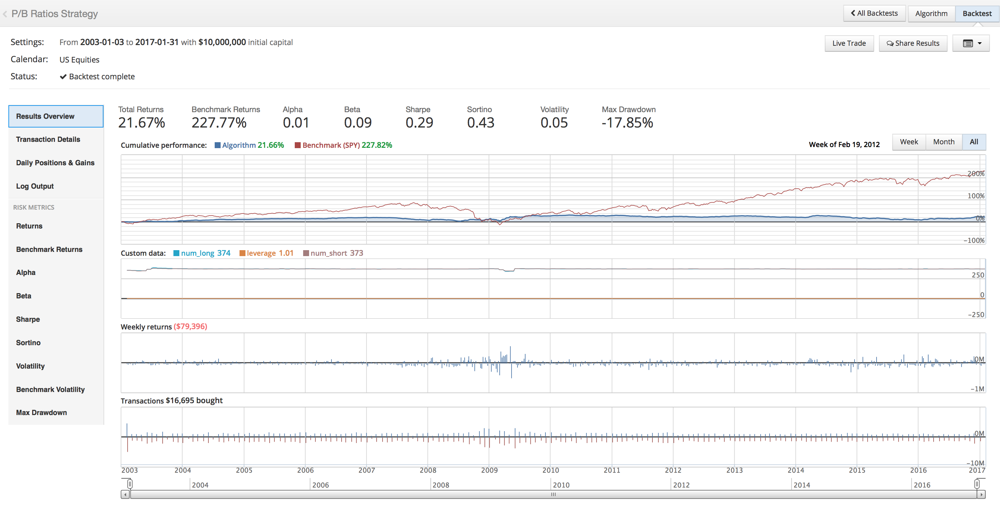 P/B Ratios Strategy
All Backtests Algorithm Backtest
Settings: From 2003-01-03 to 2017-01-31 with $10,000,000 initial capital
Live Trade Share Results
Calendar: US Equities
Status: Backtest complete
Results Overview
Transaction Details
Daily Positions & Gains
Log Output
RISK METRICS
Returns
Benchmark Returns
Alpha
Beta
Sharpe
Sortino
Volatility
Benchmark Volatility
Max Drawdown
Total Returns Benchmark Returns Alpha Beta Sharpe Sortino Volatility Max Drawdown
21.67% 227.77% 0.01 0.09 0.29 0.43 0.05 -17.85%
Cumulative performance: Algorithm 21.66% Benchmark (SPY) 227.82%
Week of Feb 19, 2012 Week Month All
200%
100%
0%
-100%
Custom data: num_long 374 leverage 1.01 num_short 373
250
0
-250
Weekly returns ($79,396)
0M
-1M
Transactions $16,695 bought
0M
-10M
2003 2004 2005 2006 2007 2008 2009 2010 2011 2012 2013 2014 2015 2016 2017
2004 2006 2008 2010 2012 2014 2016